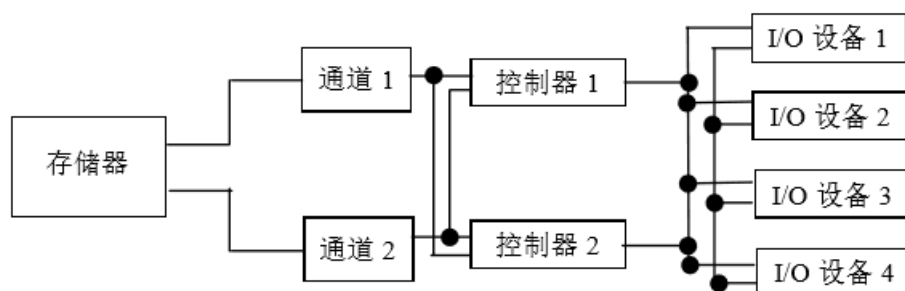 I/O 设备 1
通道 1
控制器 1
I/O 设备 2
存储器
I/O 设备 3
通道 2
控制器 2
I/O 设备 4